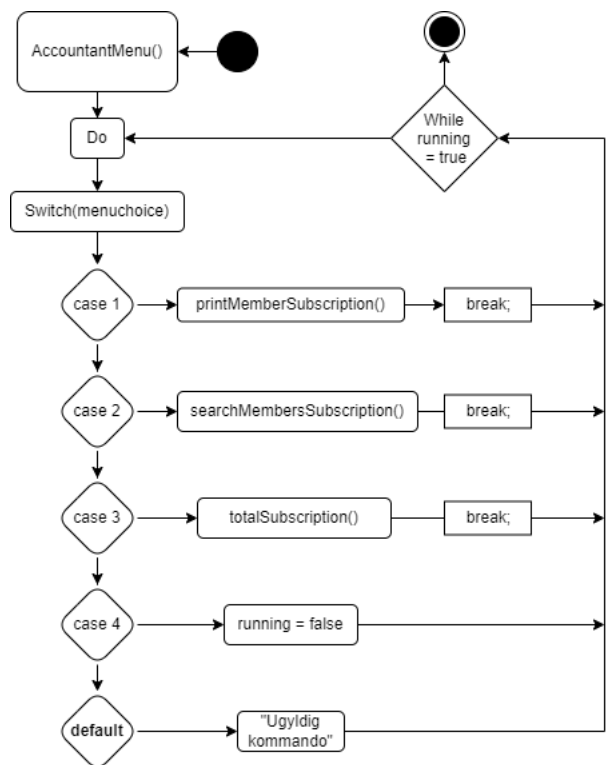 AccountantMenu()
Do
While
running
= true
Switch(menuchoice)
case 1
printMemberSubscription()
break;
case 2
searchMembersSubscription()
break;
case 3
totalSubscription()
break;
case 4
running = false
default
"Ugyldig
kommando"